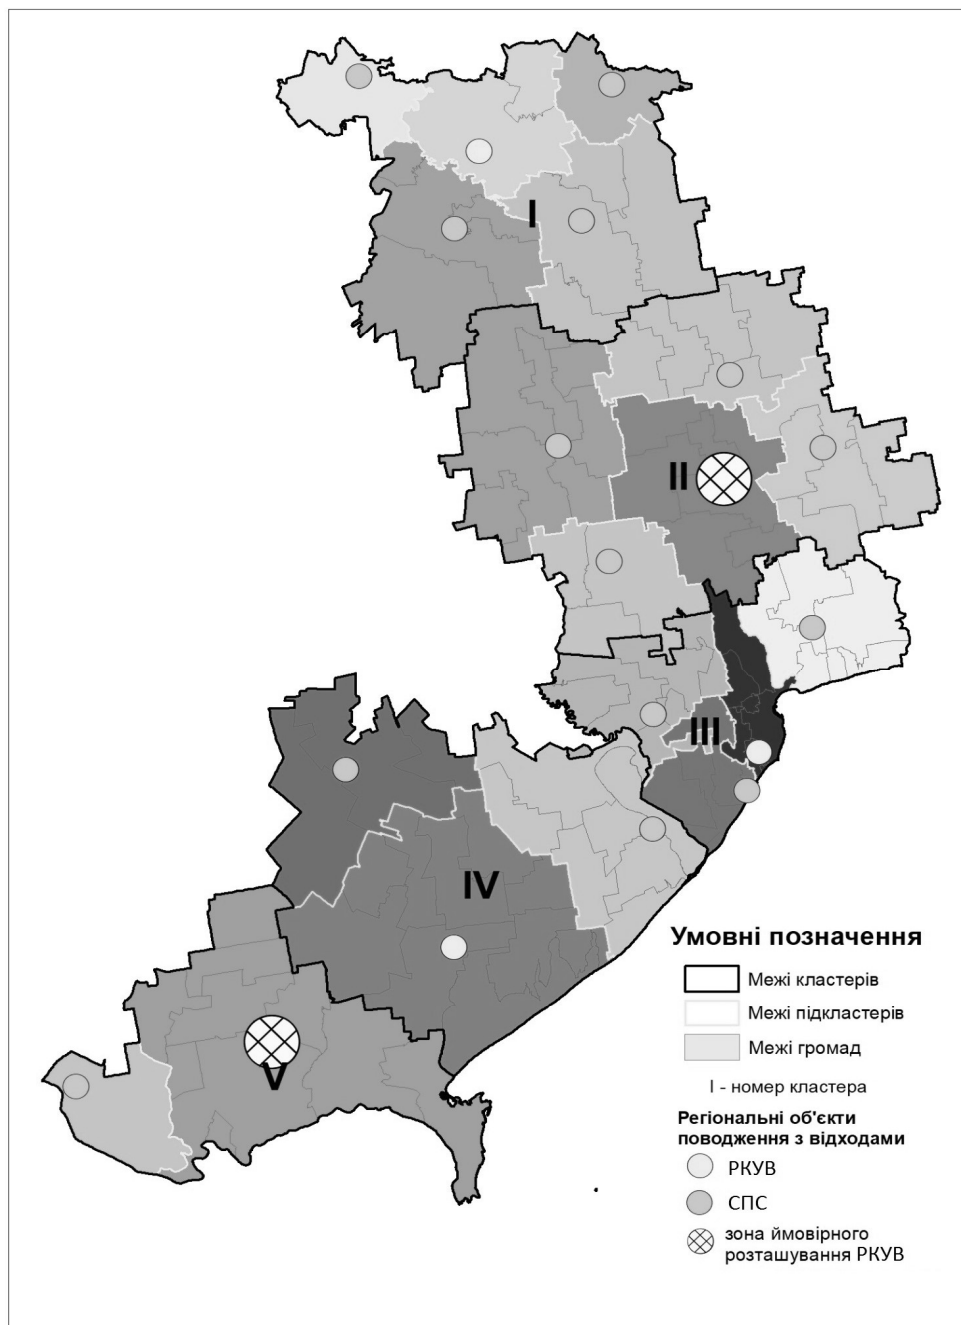 I
II
III
IV
V
Умовні позначення
Межі кластерів
Межі підкластерів
Межі громад
I - номер кластера
Регіональні об'єкти
поводження з відходами
РКУВ
СПС
зона ймовірного
розташування РКУВ